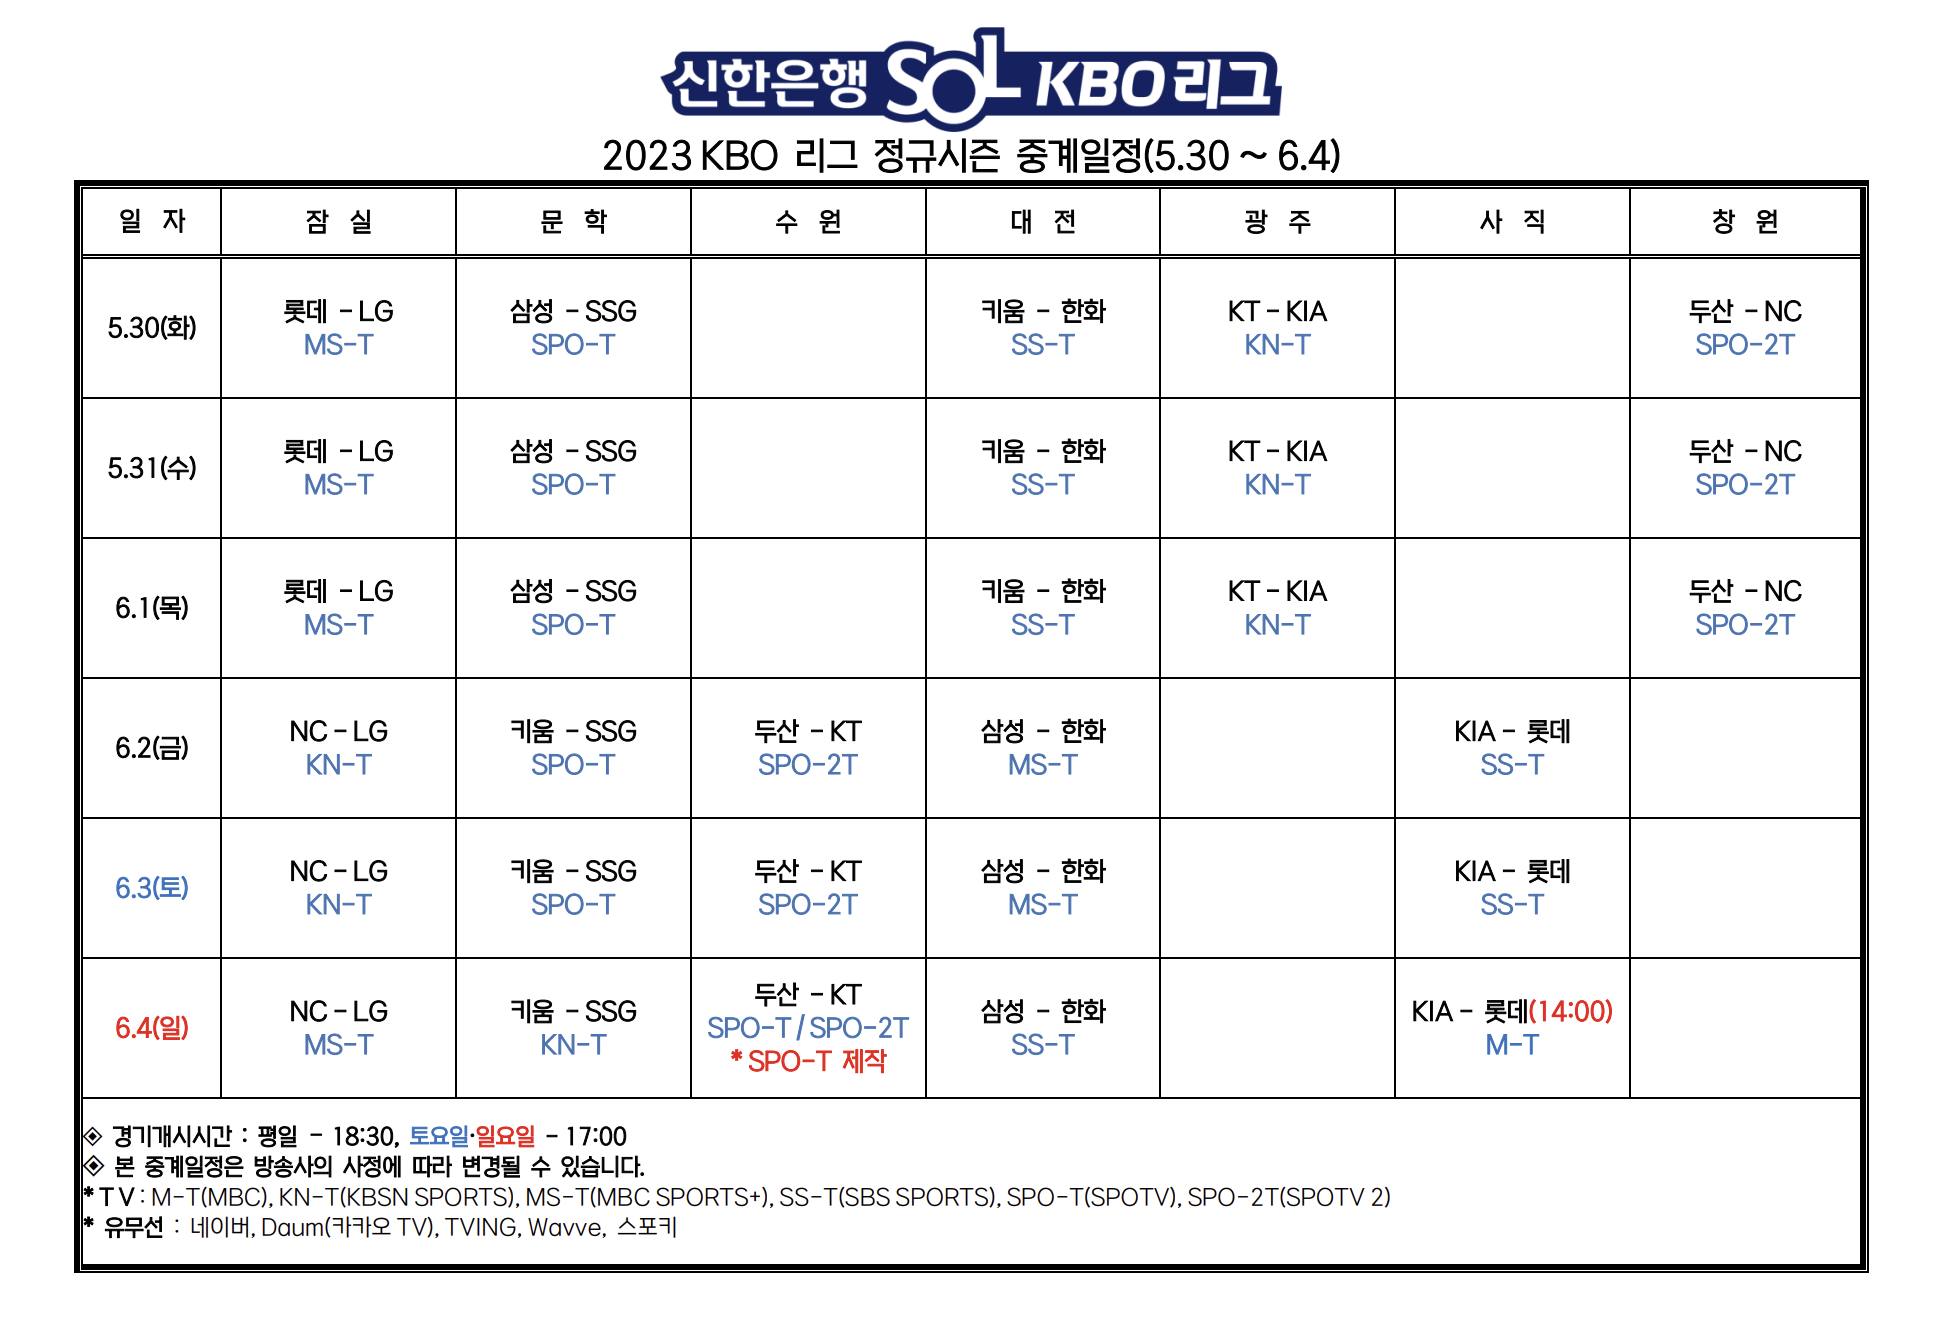 신한은행 SOL KBO 리그
2023 KBO 리그 정규시즌 중계일정(5.30 ~ 6.4)
일 자 잠 실 문 학 수 원 대 전 광 주 사 직 창 원
5.30(화) 롯데 - LG 삼성 - SSG 키움 - 한화 KT - KIA 두산 - NC
MS-T SPO-T SS-T KN-T SPO-2T
5.31(수) 롯데 - LG 삼성 - SSG 키움 - 한화 KT - KIA 두산 - NC
MS-T SPO-T SS-T KN-T SPO-2T
6.1(목) 롯데 - LG 삼성 - SSG 키움 - 한화 KT - KIA 두산 - NC
MS-T SPO-T SS-T KN-T SPO-2T
6.2(금) NC - LG 키움 - SSG 두산 - KT 삼성 - 한화 KIA - 롯데
KN-T SPO-T SPO-2T MS-T SS-T
6.3(토) NC - LG 키움 - SSG 두산 - KT 삼성 - 한화 KIA - 롯데
KN-T SPO-T SPO-2T MS-T SS-T
6.4(일) NC - LG 키움 - SSG 두산 - KT 삼성 - 한화 KIA - 롯데(14:00)
MS-T KN-T SPO-T/SPO-2T SS-T M-T
*SPO-T 제작
◈ 경기개시시간 : 평일 - 18:30, 토요일·일요일 - 17:00
◈ 본 중계일정은 방송사의 사정에 따라 변경될 수 있습니다.
*TV : M-T(MBC), KN-T(KBSN SPORTS), MS-T(MBC SPORTS+), SS-T(SBS SPORTS), SPO-T(SPOTV), SPO-2T(SPOTV 2)
* 유무선 : 네이버, Daum(카카오 TV), TVING, Wavve, 스포키